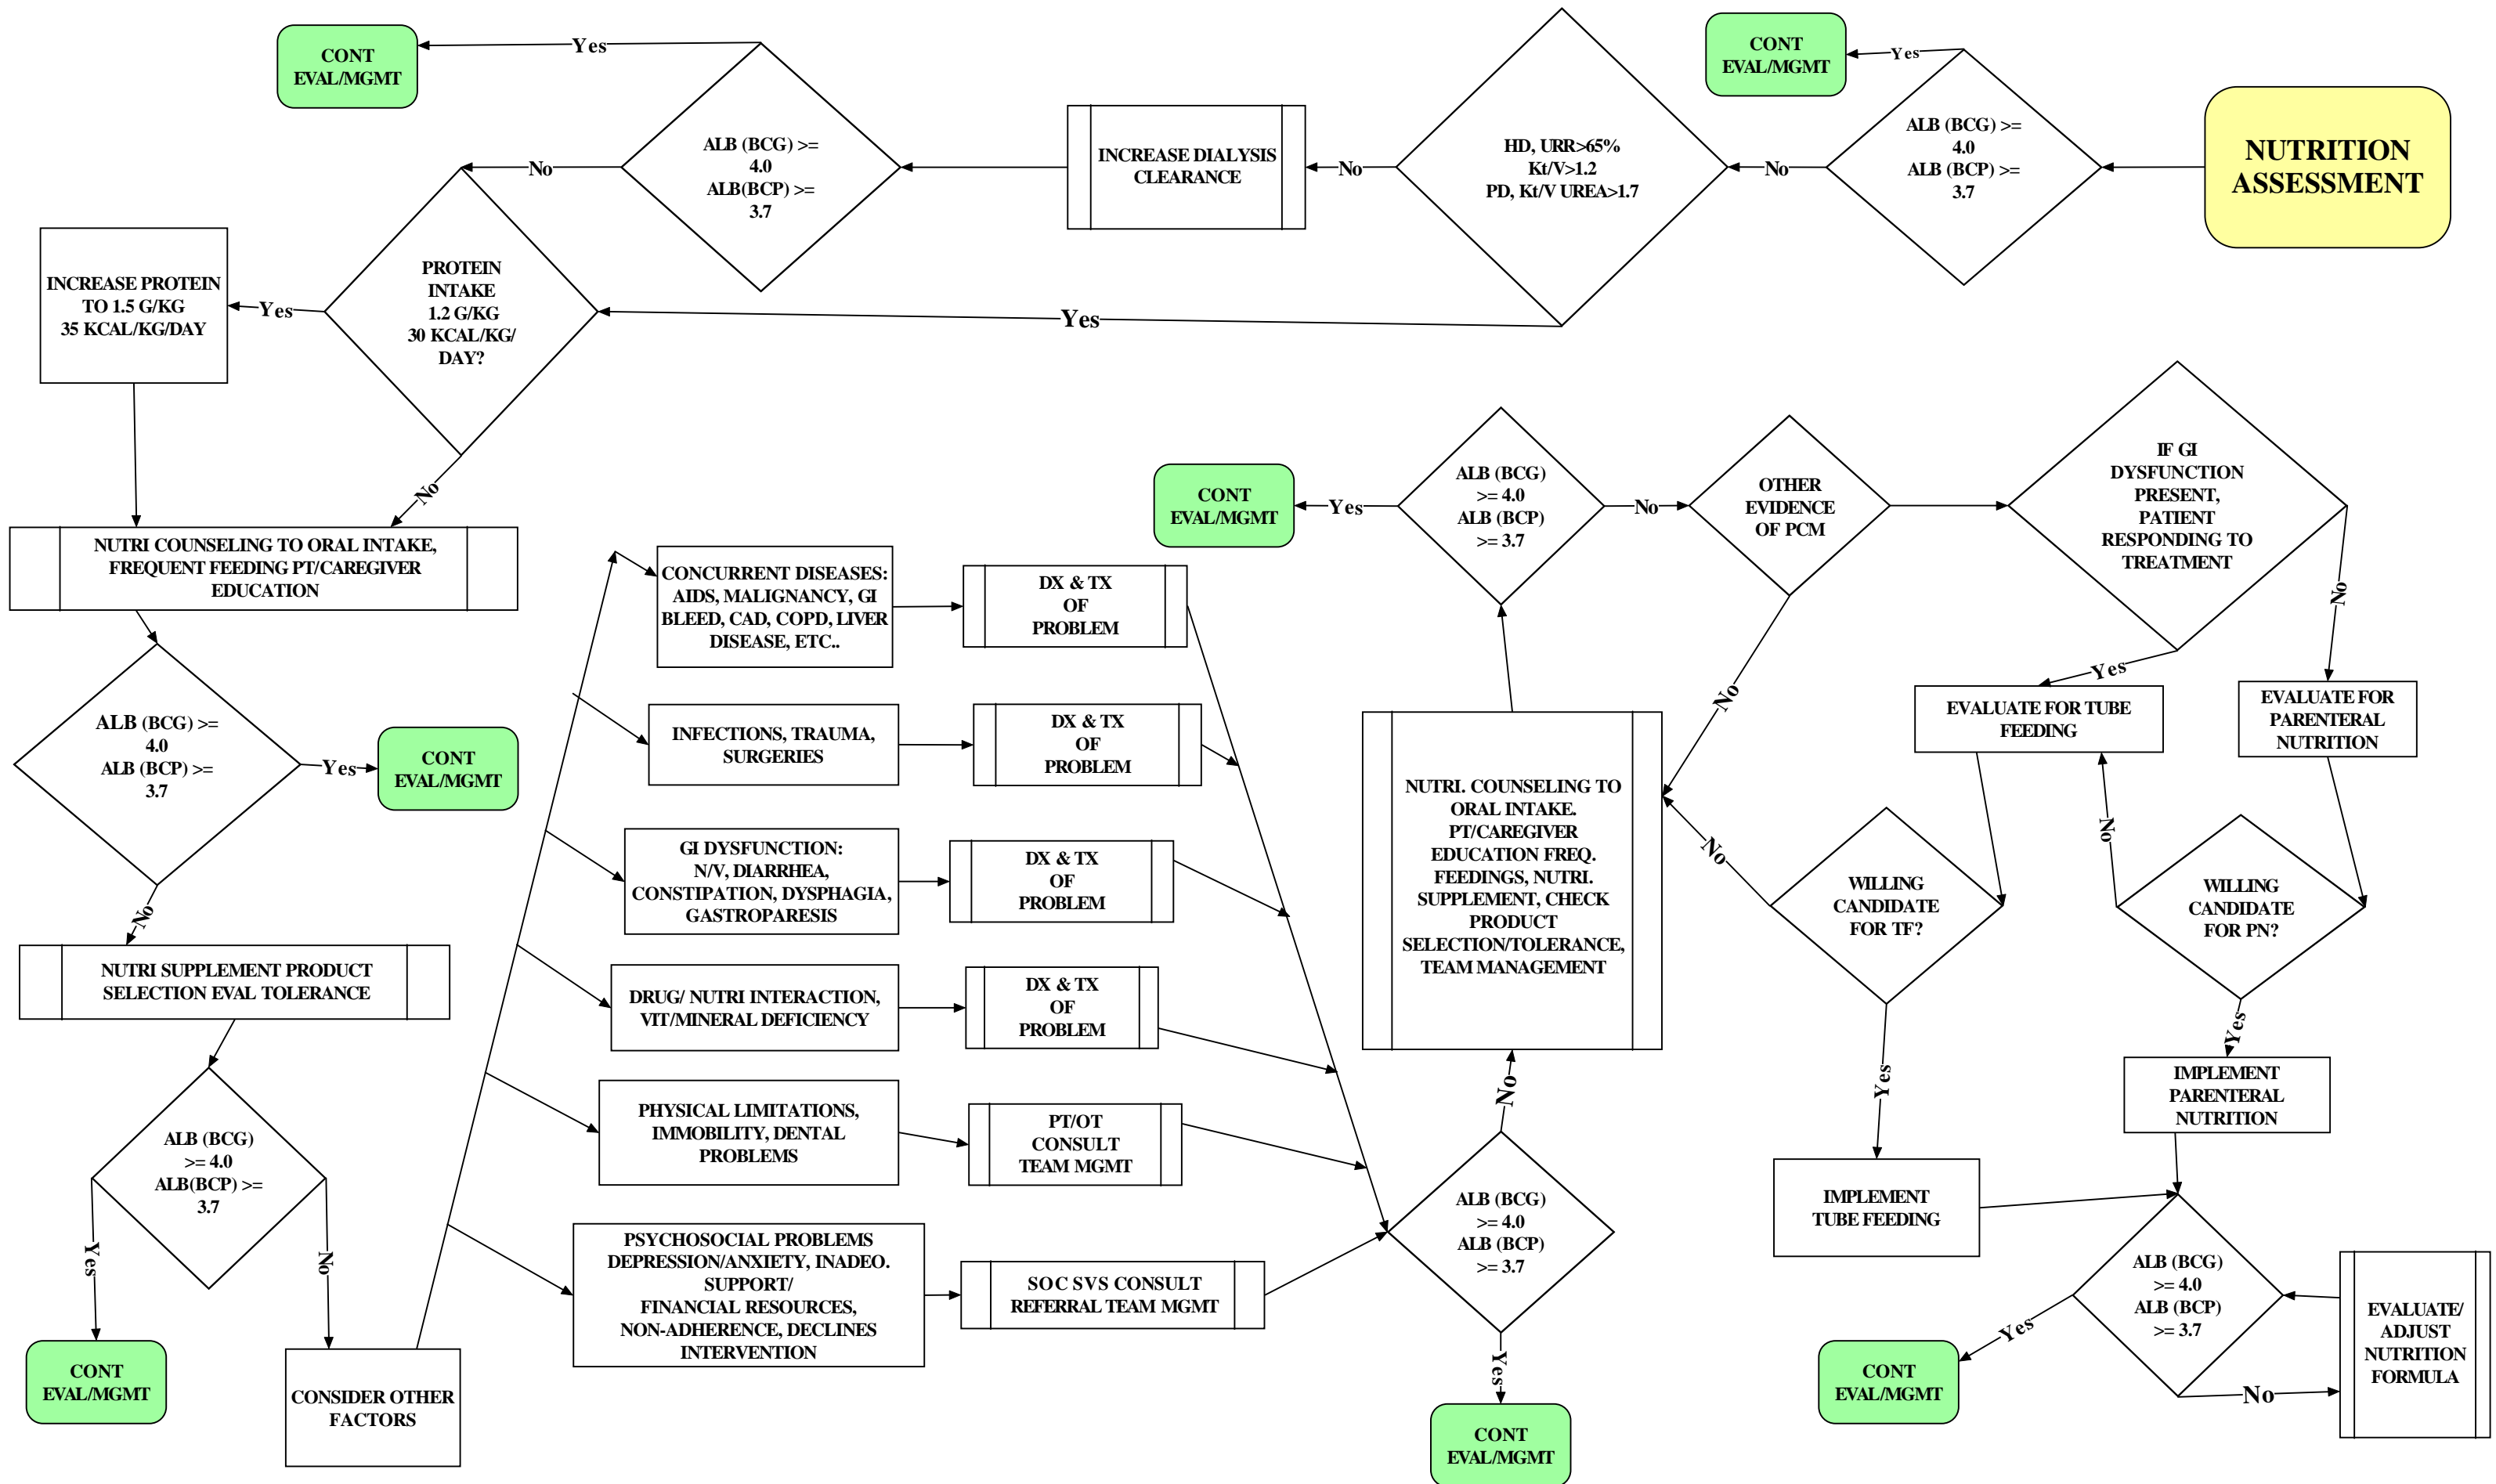 NUTRITION
ASSESSMENT
ALB (BCG) >=
4.0
ALB (BCP) >=
3.7
Yes
CONT
EVAL/MGMT
No
HD, URR>65%
Kt/V>1.2
PD, Kt/V UREA>1.7
No
Yes
INCREASE DIALYSIS
CLEARANCE
ALB (BCG) >=
4.0
ALB(BCP) >=
3.7
Yes
CONT
EVAL/MGMT
No
PROTEIN
INTAKE
1.2 G/KG
30 KCAL/KG/
DAY?
Yes
INCREASE PROTEIN
TO 1.5 G/KG
35 KCAL/KG/DAY
No
NUTRI COUNSELING TO ORAL INTAKE,
FREQUENT FEEDING PT/CAREGIVER
EDUCATION
ALB (BCG) >=
4.0
ALB (BCP) >=
3.7
Yes
CONT
EVAL/MGMT
No
NUTRI SUPPLEMENT PRODUCT
SELECTION EVAL TOLERANCE
ALB (BCG)
>= 4.0
ALB(BCP) >=
3.7
Yes
CONT
EVAL/MGMT
No
CONSIDER OTHER
FACTORS
CONCURRENT DISEASES:
AIDS, MALIGNANCY, GI
BLEED, CAD, COPD, LIVER
DISEASE, ETC..
DX & TX
OF
PROBLEM
INFECTIONS, TRAUMA,
SURGERIES
DX & TX
OF
PROBLEM
GI DYSFUNCTION:
N/V, DIARRHEA,
CONSTIPATION, DYSPHAGIA,
GASTROPARESIS
DX & TX
OF
PROBLEM
DRUG/ NUTRI INTERACTION,
VIT/MINERAL DEFICIENCY
DX & TX
OF
PROBLEM
PHYSICAL LIMITATIONS,
IMMOBILITY, DENTAL
PROBLEMS
PT/OT
CONSULT
TEAM MGMT
PSYCHOSOCIAL PROBLEMS
DEPRESSION/ANXIETY, INADEO.
SUPPORT/
FINANCIAL RESOURCES,
NON-ADHERENCE, DECLINES
INTERVENTION
SOC SVS CONSULT
REFERRAL TEAM MGMT
ALB (BCG)
>= 4.0
ALB (BCP)
>= 3.7
Yes
CONT
EVAL/MGMT
No
NUTRI. COUNSELING TO
ORAL INTAKE.
PT/CAREGIVER
EDUCATION FREQ.
FEEDINGS, NUTRI.
SUPPLEMENT, CHECK
PRODUCT
SELECTION/TOLERANCE,
TEAM MANAGEMENT
ALB (BCG)
>= 4.0
ALB (BCP)
>= 3.7
Yes
CONT
EVAL/MGMT
No
OTHER
EVIDENCE
OF PCM
No
IF GI
DYSFUNCTION
PRESENT,
PATIENT
RESPONDING TO
TREATMENT
Yes
No
EVALUATE FOR TUBE
FEEDING
EVALUATE FOR
PARENTERAL
NUTRITION
WILLING
CANDIDATE
FOR TF?
No
Yes
WILLING
CANDIDATE
FOR PN?
No
Yes
IMPLEMENT
PARENTERAL
NUTRITION
IMPLEMENT
TUBE FEEDING
ALB (BCG)
>= 4.0
ALB (BCP)
>= 3.7
Yes
CONT
EVAL/MGMT
No
EVALUATE/
ADJUST
NUTRITION
FORMULA